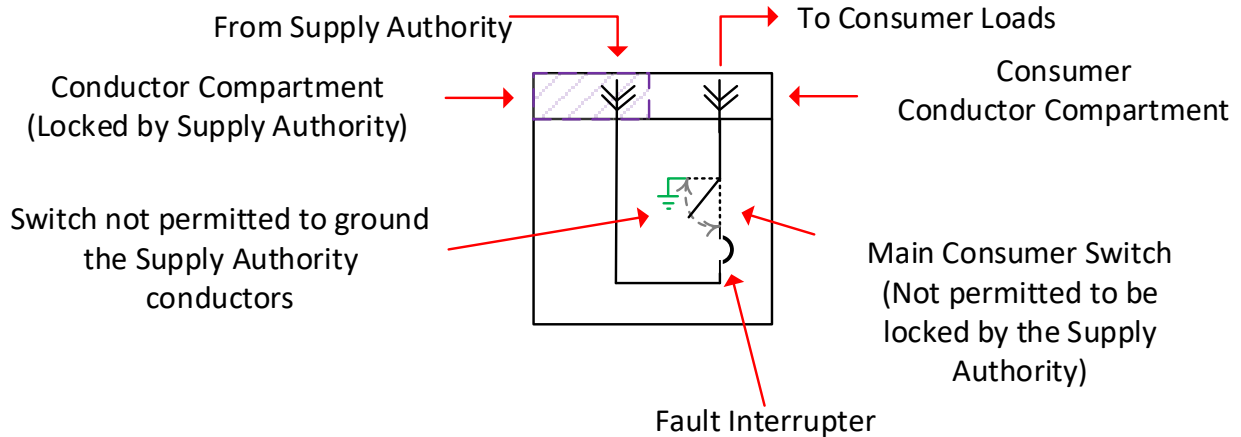 From Supply Authority
To Consumer Loads
Conductor Compartment
(Locked by Supply Authority)
Consumer
Conductor Compartment
Switch not permitted to ground
the Supply Authority
conductors
Main Consumer Switch
(Not permitted to be
locked by the Supply
Authority)
Fault Interrupter